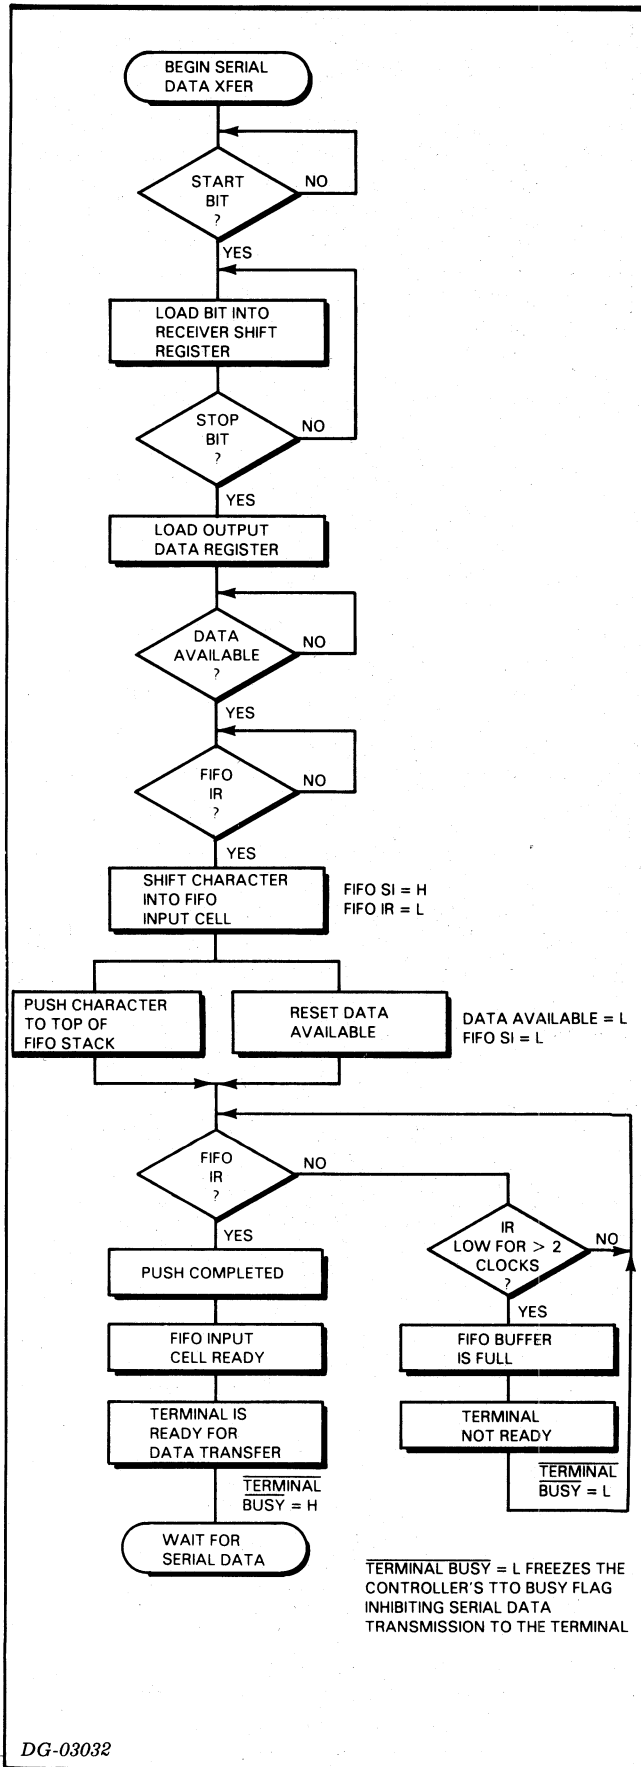 BEGIN SERIAL
DATA XFER
START
BIT
?
NO
YES
LOAD BIT INTO
RECEIVER SHIFT
REGISTER
STOP
BIT
?
NO
YES
LOAD OUTPUT
DATA REGISTER
DATA
AVAILABLE
?
NO
YES
FIFO
IR
?
NO
YES
SHIFT CHARACTER
INTO FIFO
INPUT CELL
FIFO SI = H
FIFO IR = L
PUSH CHARACTER
TO TOP OF
FIFO STACK
RESET DATA
AVAILABLE
DATA AVAILABLE = L
FIFO SI = L
FIFO
IR
?
NO
YES
IR
LOW FOR > 2
CLOCKS
?
NO
YES
PUSH COMPLETED
FIFO INPUT
CELL READY
TERMINAL IS
READY FOR
DATA TRANSFER
TERMINAL
BUSY = H
WAIT FOR
SERIAL DATA
FIFO BUFFER
IS FULL
TERMINAL
NOT READY
TERMINAL
BUSY = L
TERMINAL BUSY = L FREEZES THE
CONTROLLER'S TTO BUSY FLAG
INHIBITING SERIAL DATA
TRANSMISSION TO THE TERMINAL
DG-03032